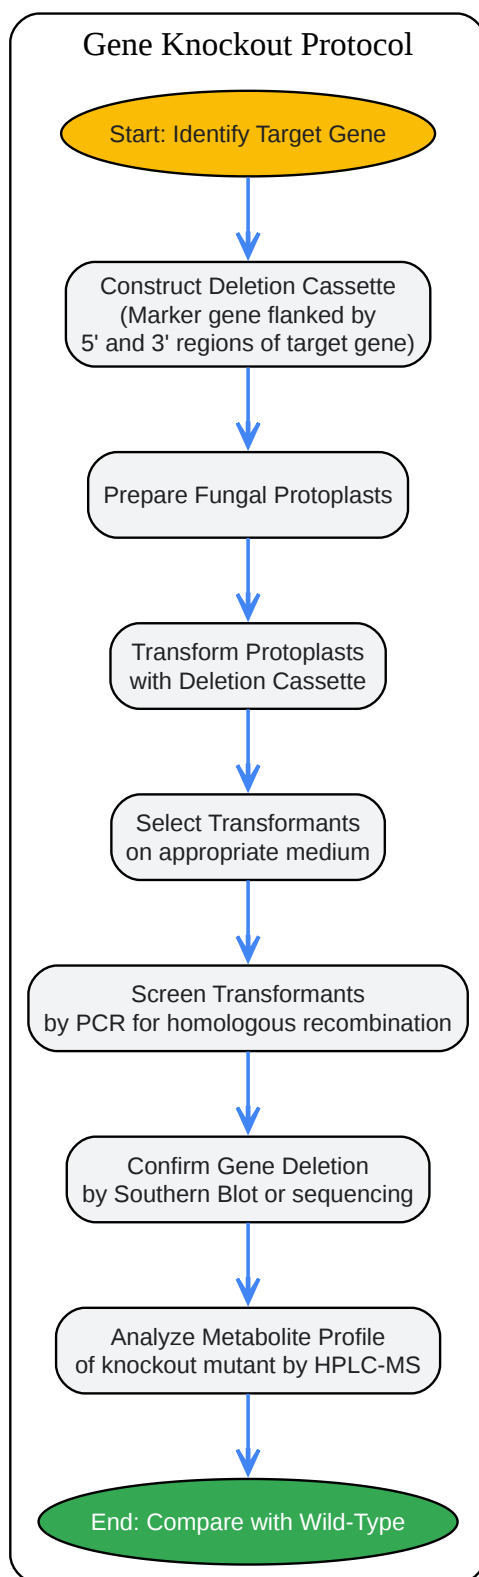 Gene Knockout Protocol
Start: Identify Target Gene
Construct Deletion Cassette
(Marker gene flanked by
5' and 3' regions of target gene)
Prepare Fungal Protoplasts
Transform Protoplasts
with Deletion Cassette
Select Transformants
on appropriate medium
Screen Transformants
by PCR for homologous recombination
Confirm Gene Deletion
by Southern Blot or sequencing
Analyze Metabolite Profile
of knockout mutant by HPLC-MS
End: Compare with Wild-Type